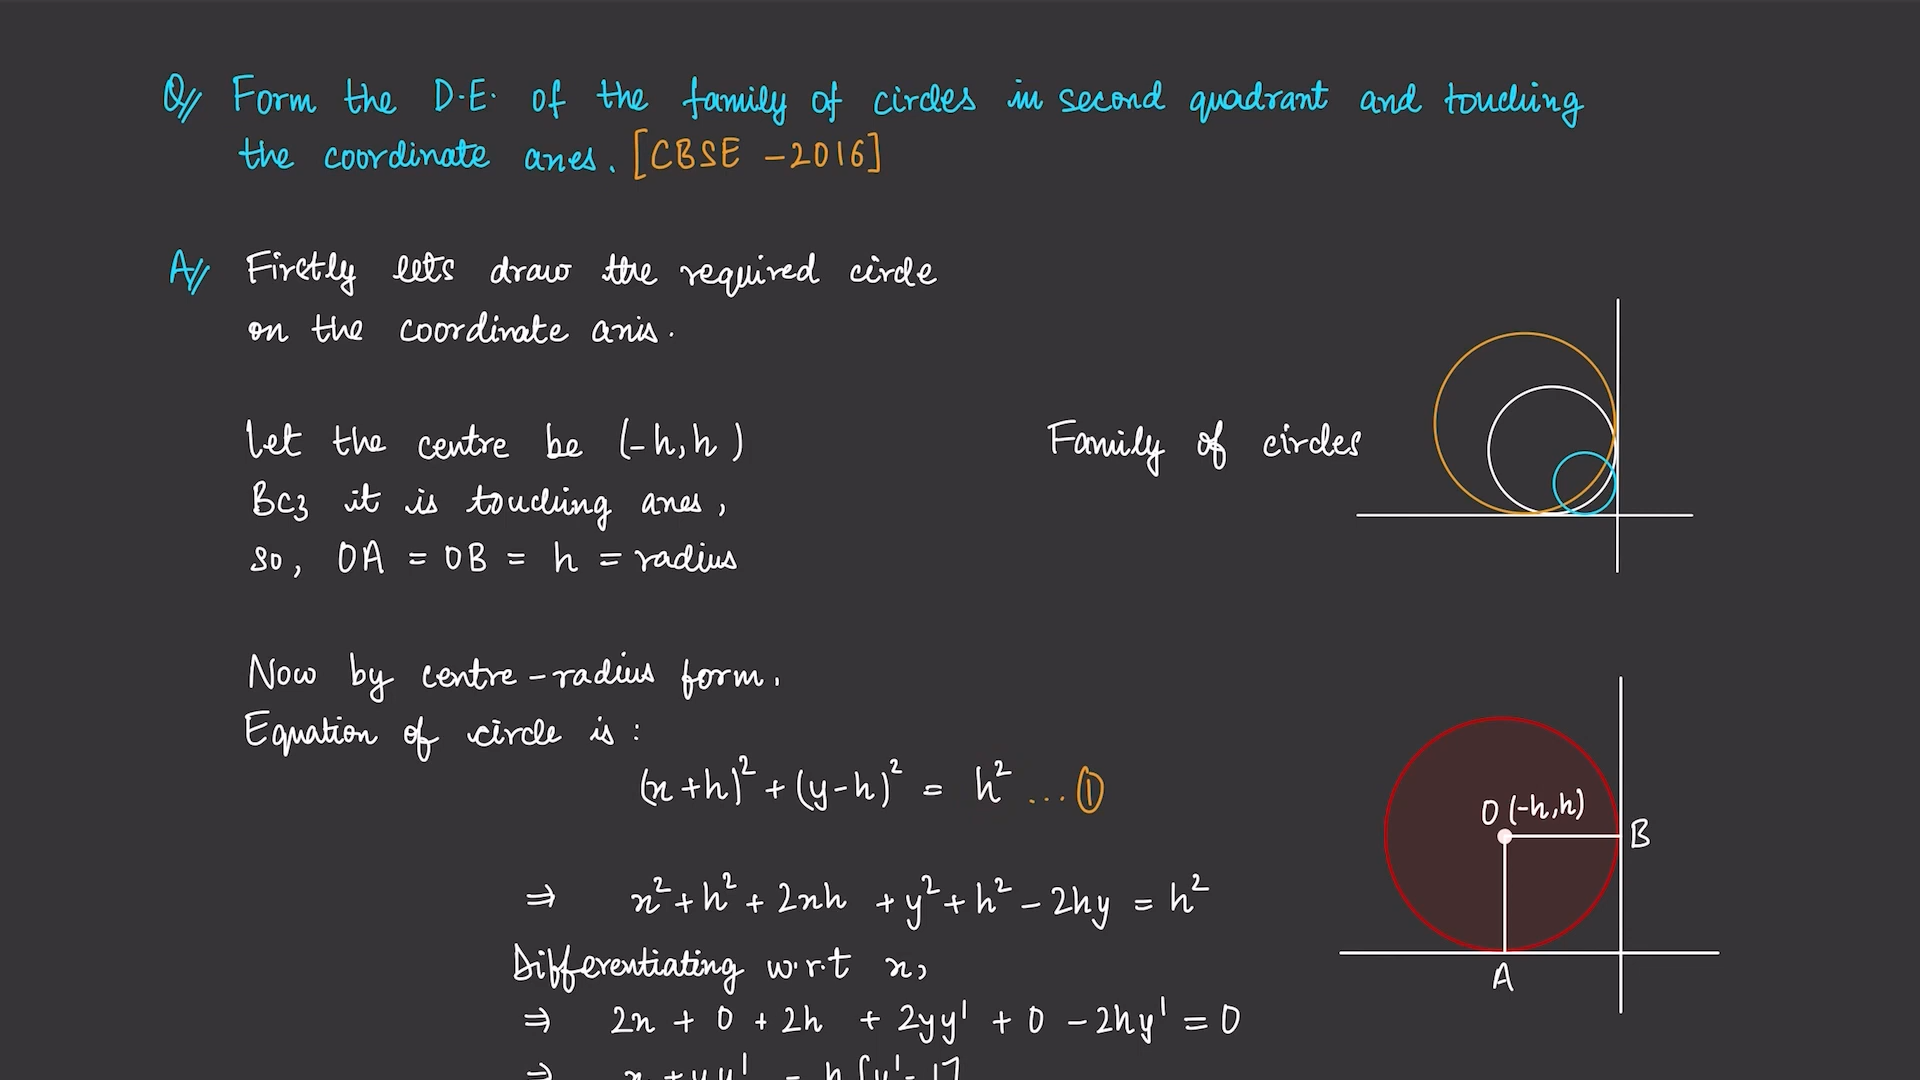 Q// Form the D.E. of the family of circles in second quadrant and touching
the coordinate axes. [CBSE -2016]
A// Firstly lets draw the required circle
on the coordinate axis.
Let the centre be (-h,h)
Bcz it is touching axes,
so, OA = OB = h = radius
Family of circles
Now by centre-radius form.
Equation of circle is :
(x+h)² + (y-h)² = h² ... ①
O (-h,h)
B
A
⇒ x² + h² + 2xh + y² + h² - 2hy = h²
Differentiating w.r.t x,
⇒ 2x + 0 + 2h + 2yy' + 0 - 2hy' = 0
⇒ x + yy' = h[y'-1]